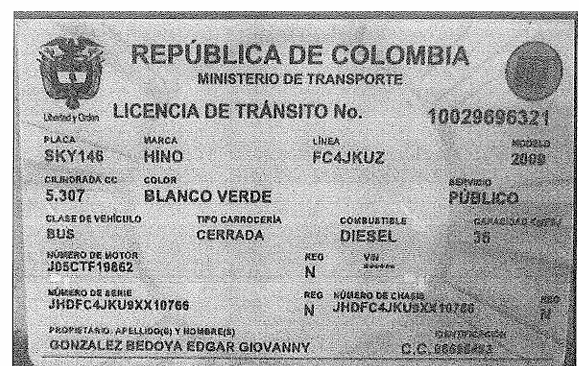 REPÚBLICA DE COLOMBIA
MINISTERIO DE TRANSPORTE
Libertad y Orden
LICENCIA DE TRÁNSITO No. 10029696321
PLACA MARCA LÍNEA MODELO
SKY146 HINO FC4JKUZ 2009
CILINDRADA CC COLOR SERVICIO
5.307 BLANCO VERDE PÚBLICO
CLASE DE VEHÍCULO TIPO CARROCERÍA COMBUSTIBLE CAPACIDAD
BUS CERRADA DIESEL
NÚMERO DE MOTOR REG VIN
J05CTF19862 N ******
NÚMERO DE SERIE REG NÚMERO DE CHASIS REG
JHDFC4JKU9XX10766 N JHDFC4JKU9XX10766 N
PROPIETARIO: APELLIDO(S) Y NOMBRE(S) IDENTIFICACIÓN
GONZALEZ BEDOYA EDGAR GIOVANNY C.C.